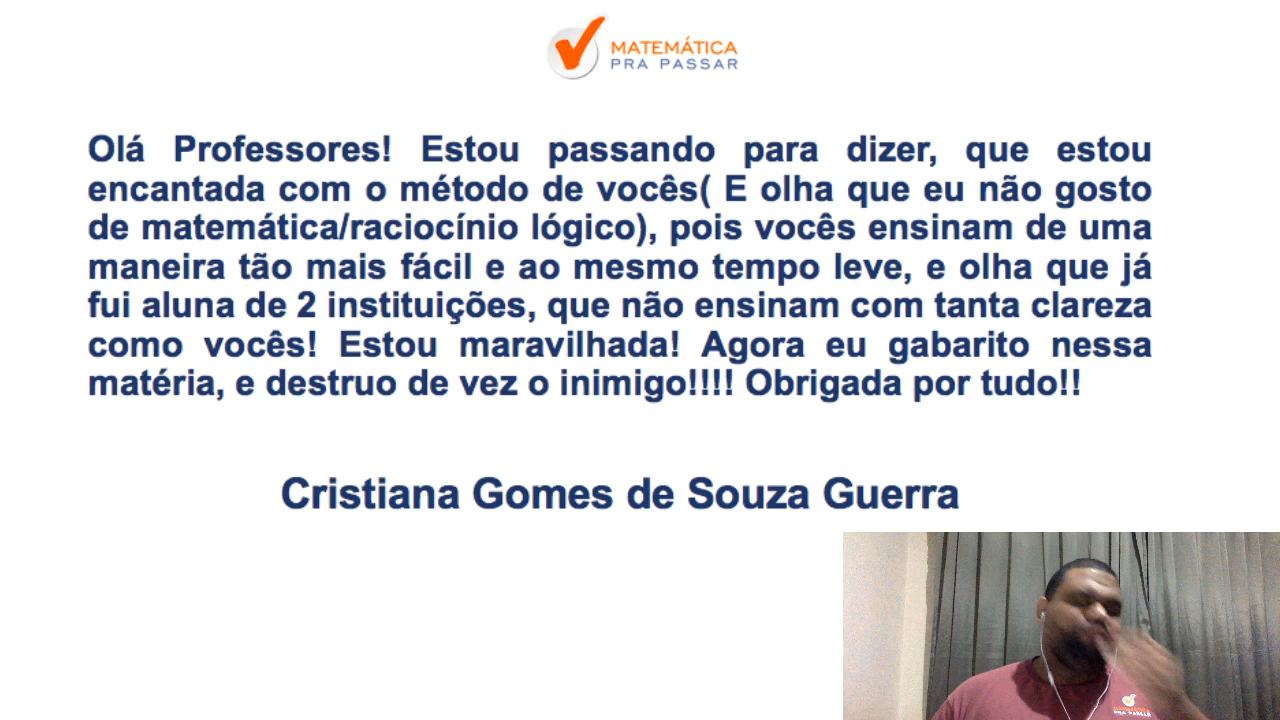 MATEMÁTICA
PRA PASSAR
Olá Professores! Estou passando para dizer, que estou
encantada com o método de vocês( E olha que eu não gosto
de matemática/raciocínio lógico), pois vocês ensinam de uma
maneira tão mais fácil e ao mesmo tempo leve, e olha que já
fui aluna de 2 instituições, que não ensinam com tanta clareza
como vocês! Estou maravilhada! Agora eu gabarito nessa
matéria, e destruo de vez o inimigo!!!! Obrigada por tudo!!
Cristiana Gomes de Souza Guerra
MATEMÁTICA
PRA PASSAR